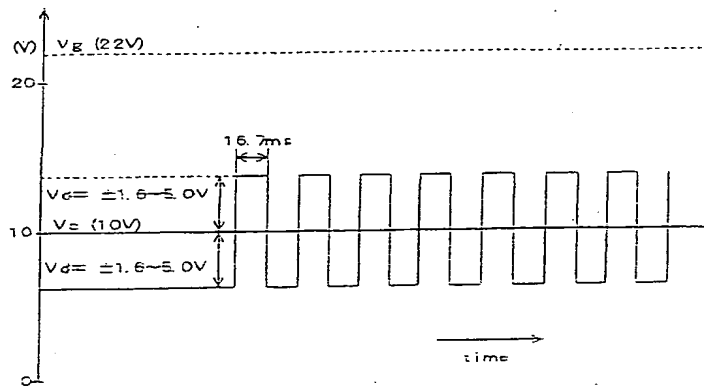 (V)
Vg (22V)
20
16.7ms
Vd= ±1.6~5.0V
Vc (10V)
10
Vd= ±1.6~5.0V
time
0